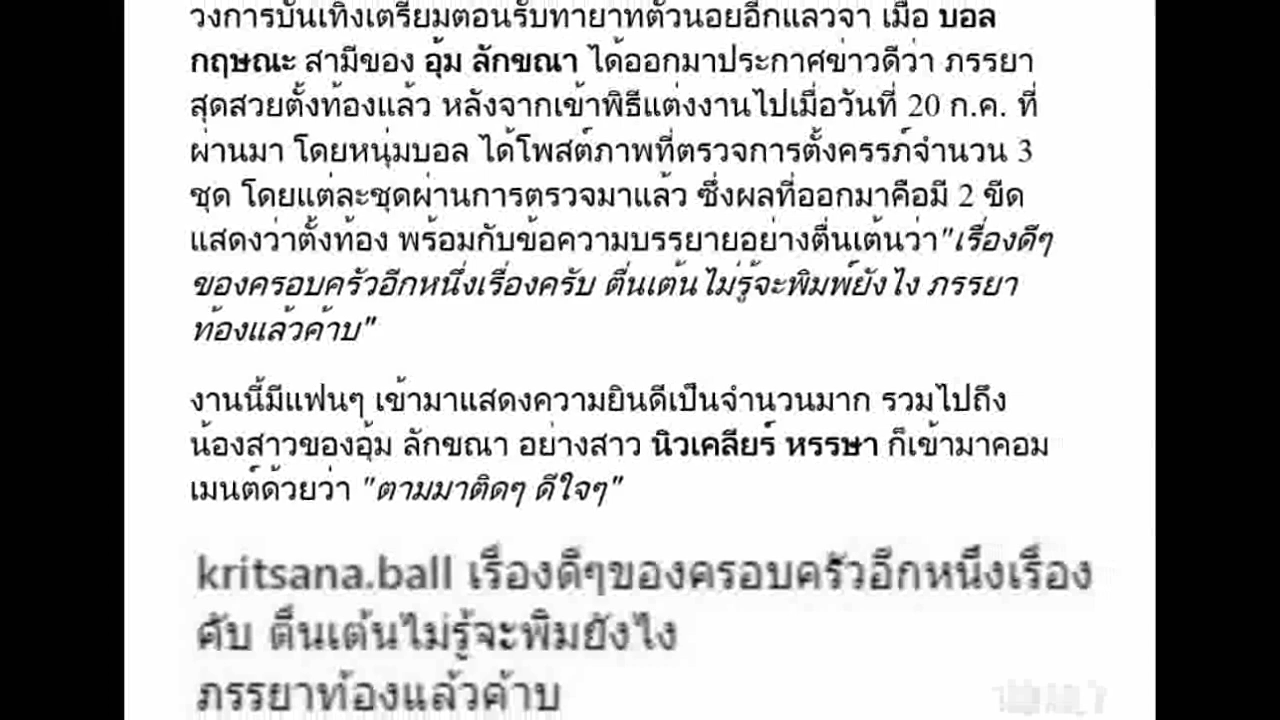 วงการบันเทิงเตรียมต้อนรับทายาทตัวน้อยอีกแล้วจ้า เมื่อ บอล
กฤษณะ สามีของ อุ้ม ลักขณา ได้ออกมาประกาศข่าวดีว่า ภรรยา
สุดสวยตั้งท้องแล้ว หลังจากเข้าพิธีแต่งงานไปเมื่อวันที่ 20 ก.ค. ที่
ผ่านมา โดยหนุ่มบอล ได้โพสต์ภาพที่ตรวจการตั้งครรภ์จำนวน 3
ชุด โดยแต่ละชุดผ่านการตรวจมาแล้ว ซึ่งผลที่ออกมาคือมี 2 ขีด
แสดงว่าตั้งท้อง พร้อมกับข้อความบรรยายอย่างตื่นเต้นว่า"เรื่องดีๆ
ของครอบครัวอีกหนึ่งเรื่องครับ ตื่นเต้นไม่รู้จะพิมพ์ยังไง ภรรยา
ท้องแล้วค้าบ"
งานนี้มีแฟนๆ เข้ามาแสดงความยินดีเป็นจำนวนมาก รวมไปถึง
น้องสาวของอุ้ม ลักขณา อย่างสาว นิวเคลียร์ หรรษา ก็เข้ามาคอม
เมนต์ด้วยว่า "ตามมาติดๆ ดีใจๆ"
kritsana.ball เรื่องดีๆของครอบครัวอีกหนึ่งเรื่อง
คับ ตื่นเต้นไม่รู้จะพิมยังไง
ภรรยาท้องแล้วค้าบ